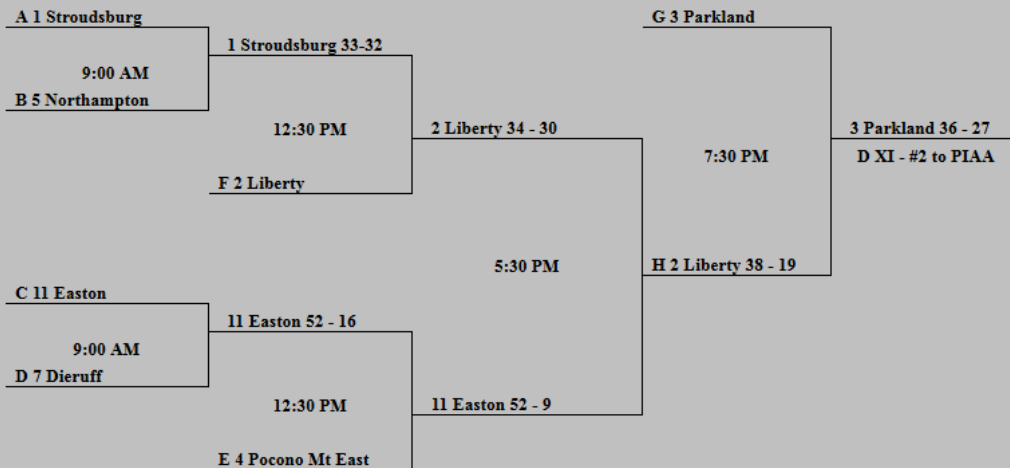 A 1 Stroudsburg
G 3 Parkland
1 Stroudsburg 33-32
9:00 AM
B 5 Northampton
12:30 PM
2 Liberty 34 - 30
3 Parkland 36 - 27
7:30 PM
D XI - #2 to PIAA
F 2 Liberty
5:30 PM
H 2 Liberty 38 - 19
C 11 Easton
11 Easton 52 - 16
9:00 AM
D 7 Dieruff
12:30 PM
11 Easton 52 - 9
E 4 Pocono Mt East